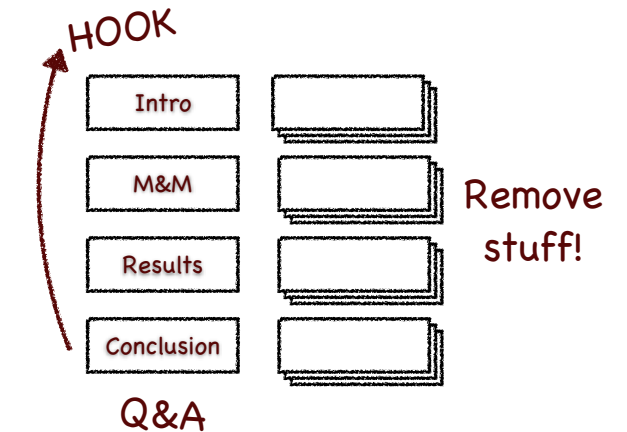 HOOK
Intro
M&M
Remove
stuff!
Results
Conclusion
Q&A